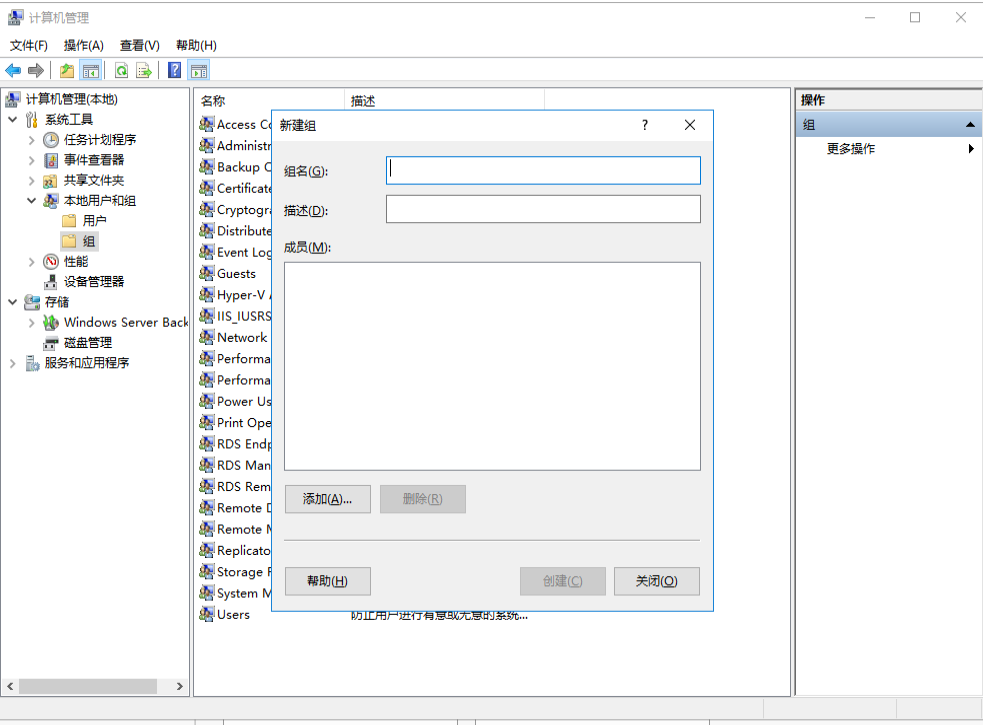 计算机管理
文件(F) 操作(A) 查看(V) 帮助(H)
计算机管理(本地)
系统工具
任务计划程序
事件查看器
共享文件夹
本地用户和组
用户
组
性能
设备管理器
存储
Windows Server Back
磁盘管理
服务和应用程序
名称 描述
Access Co
Administr
Backup O
Certificate
Cryptogra
Distribute
Event Log
Guests
Hyper-V A
IIS_IUSRS
Network
Performa
Performa
Power Us
Print Ope
RDS Endp
RDS Man
RDS Rem
Remote D
Remote M
Replicato
Storage R
System M
Users 防止用户进行有意或无意的系统...
新建组
?
组名(G):
描述(D):
成员(M):
添加(A)... 删除(R)
帮助(H) 创建(C) 关闭(O)
操作
组
更多操作